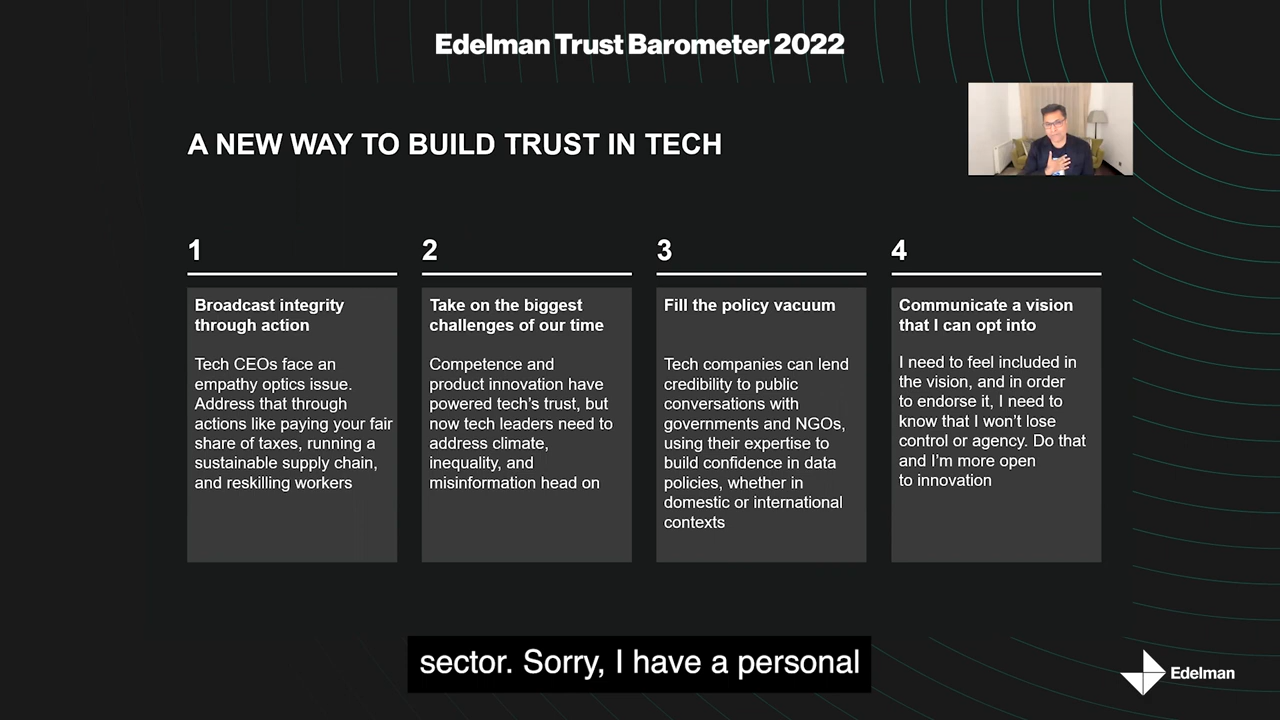 Edelman Trust Barometer 2022
A NEW WAY TO BUILD TRUST IN TECH
1
Broadcast integrity
through action
Tech CEOs face an
empathy optics issue.
Address that through
actions like paying your fair
share of taxes, running a
sustainable supply chain,
and reskilling workers
2
Take on the biggest
challenges of our time
Competence and
product innovation have
powered tech's trust, but
now tech leaders need to
address climate,
inequality, and
misinformation head on
3
Fill the policy vacuum
Tech companies can lend
credibility to public
conversations with
governments and NGOs,
using their expertise to
build confidence in data
policies, whether in
domestic or international
contexts
4
Communicate a vision
that I can opt into
I need to feel included in
the vision, and in order
to endorse it, I need to
know that I won't lose
control or agency. Do that
and I'm more open
to innovation
sector. Sorry, I have a personal
Edelman